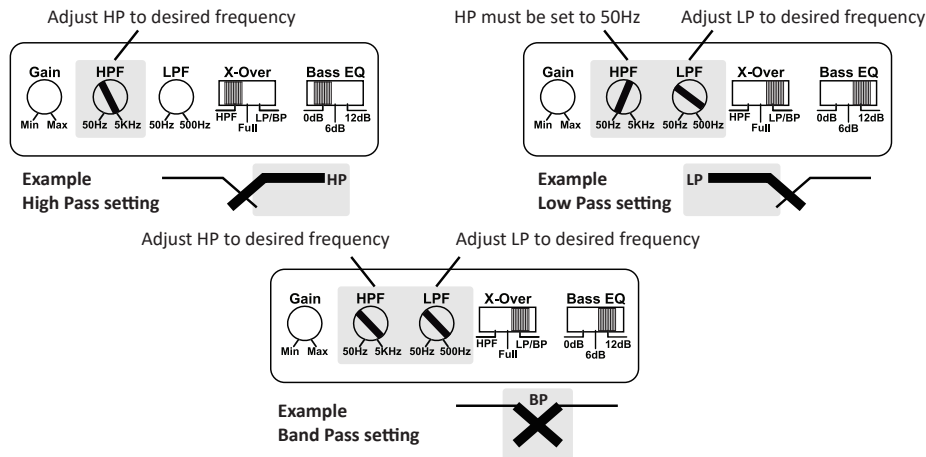 Adjust HP to desired frequency
Gain HPF LPF X-Over Bass EQ
Min Max 50Hz 5KHz 50Hz 500Hz HPF Full LP/BP 0dB 6dB 12dB
Example
High Pass setting
HP
HP must be set to 50Hz
Adjust LP to desired frequency
Gain HPF LPF X-Over Bass EQ
Min Max 50Hz 5KHz 50Hz 500Hz HPF Full LP/BP 0dB 6dB 12dB
Example
Low Pass setting
LP
Adjust HP to desired frequency
Adjust LP to desired frequency
Gain HPF LPF X-Over Bass EQ
Min Max 50Hz 5KHz 50Hz 500Hz HPF Full LP/BP 0dB 6dB 12dB
Example
Band Pass setting
BP